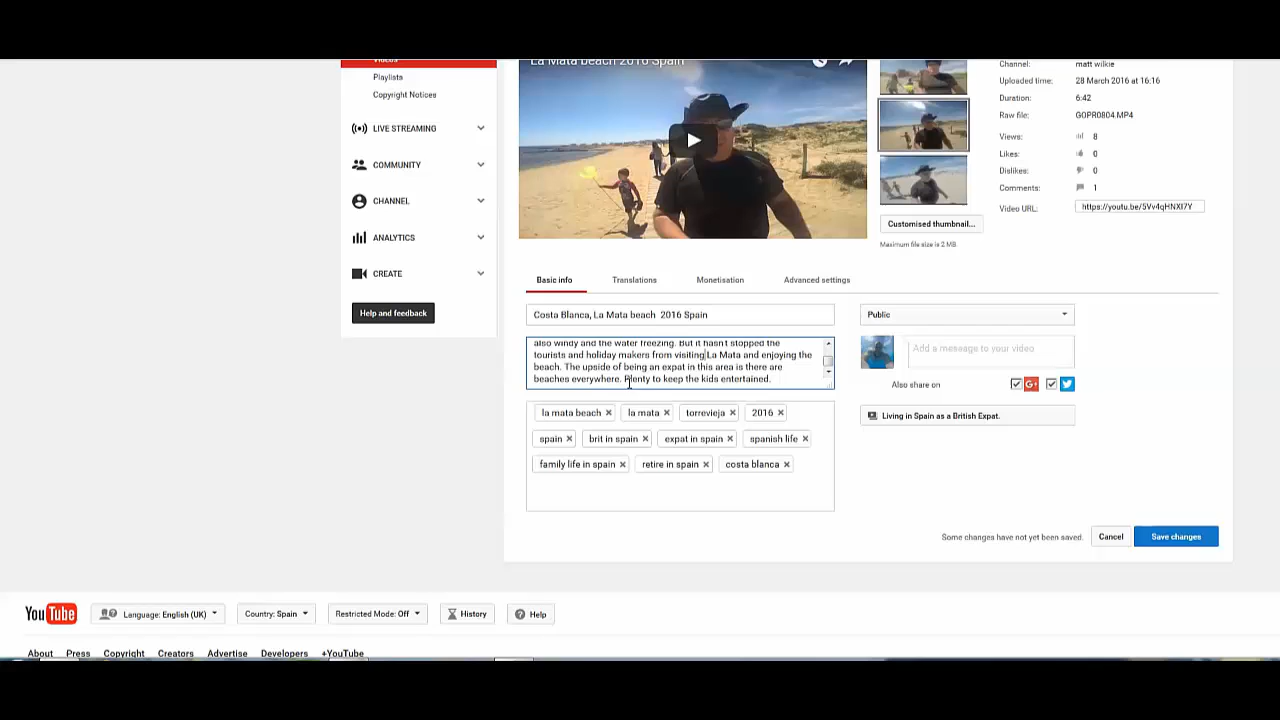 Videos
Playlists
Copyright Notices
LIVE STREAMING
COMMUNITY
CHANNEL
ANALYTICS
CREATE
Help and feedback
La Mata beach 2016 Spain
Customised thumbnail...
Maximum file size is 2 MB
Channel: matt wilkie
Uploaded time: 28 March 2016 at 16:16
Duration: 6:42
Raw file: GOPR0804.MP4
Views: 8
Likes: 0
Dislikes: 0
Comments: 1
Video URL: https://youtu.be/5Vv4qHNXI7Y
Basic info Translations Monetisation Advanced settings
Costa Blanca, La Mata beach 2016 Spain
also windy and the water freezing. But it hasn't stopped the
tourists and holiday makers from visiting La Mata and enjoying the
beach. The upside of being an expat in this area is there are
beaches everywhere. Plenty to keep the kids entertained.
la mata beach × la mata × torrevieja × 2016 ×
spain × brit in spain × expat in spain × spanish life ×
family life in spain × retire in spain × costa blanca ×
Public
Add a message to your video
Also share on G+
Living in Spain as a British Expat.
Some changes have not yet been saved. Cancel Save changes
YouTube Language: English (UK) Country: Spain Restricted Mode: Off History Help
About Press Copyright Creators Advertise Developers +YouTube